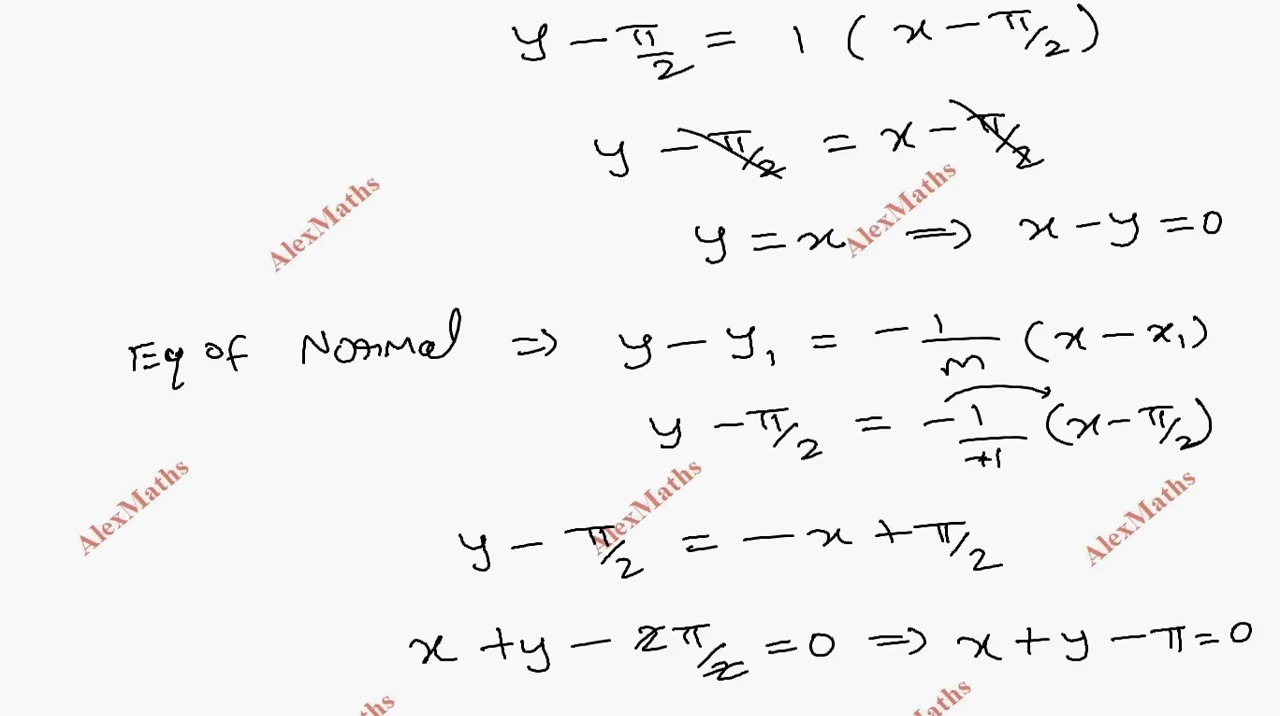 y - π/2 = 1 (x - π/2)
y - π/2 = x - π/2
AlexMaths
AlexMaths
y = x ⇒ x - y = 0
Eq of Normal ⇒ y - y₁ = -1/m (x - x₁)
y - π/2 = -1/+1 (x - π/2)
AlexMaths
AlexMaths
AlexMaths
y - π/2 = -x + π/2
x + y - 2π/2 = 0 ⇒ x + y - π = 0